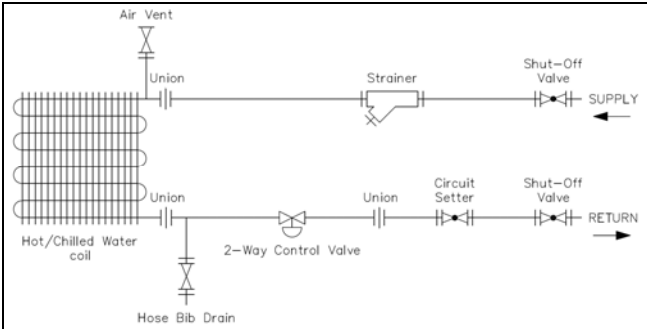 Air Vent
Union
Strainer
Shut-Off
Valve
SUPPLY
Union
Union
Circuit
Setter
Shut-Off
Valve
RETURN
Hot/Chilled Water
coil
2-Way Control Valve
Hose Bib Drain